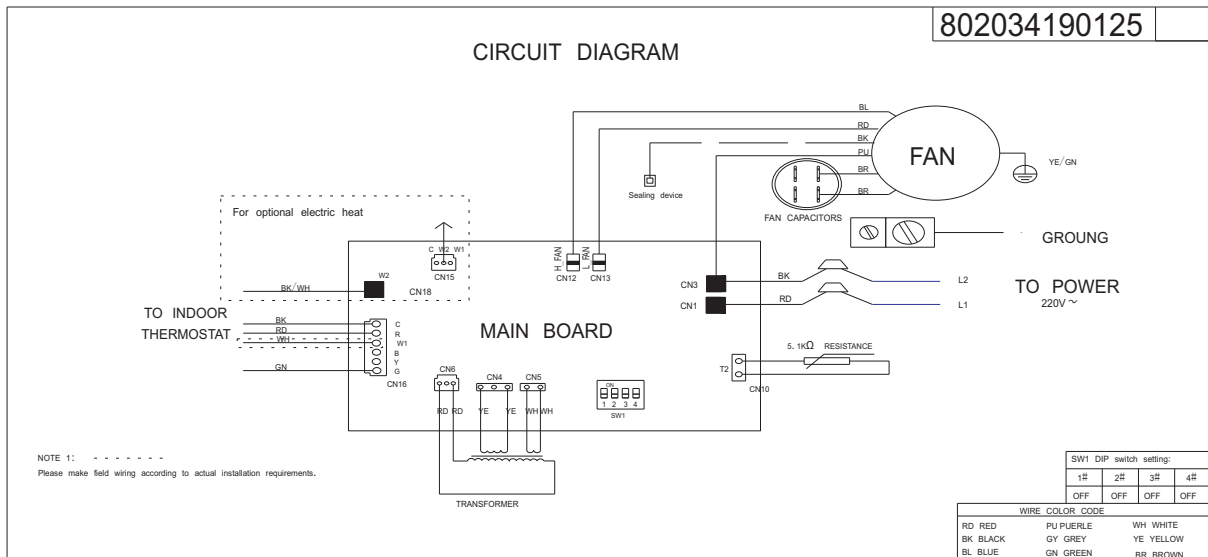 802034190125
CIRCUIT DIAGRAM
BL
RD
BK
PU
BR
BR
FAN
YE/GN
Sealing device
FAN CAPACITORS
For optional electric heat
GROUNG
C W2 W1
CN15
H_FAN
L_FAN
CN12
CN13
W2
CN18
BK/WH
CN3
BK
L2
CN1
RD
L1
TO POWER
220V～
TO INDOOR
THERMOSTAT
BK
RD
WH
GN
C
R
W1
B
Y
G
CN16
MAIN BOARD
5.1KΩ RESISTANCE
T2
CN10
CN6
CN4
CN5
ON
1 2 3 4
SW1
RD RD
YE YE
WH WH
TRANSFORMER
NOTE 1: - - - - - - -
Please make field wiring according to actual installation requirements.
SW1 DIP switch setting:
1# 2# 3# 4#
OFF OFF OFF OFF
WIRE COLOR CODE
RD RED PU PUERLE WH WHITE
BK BLACK GY GREY YE YELLOW
BL BLUE GN GREEN BR BROWN